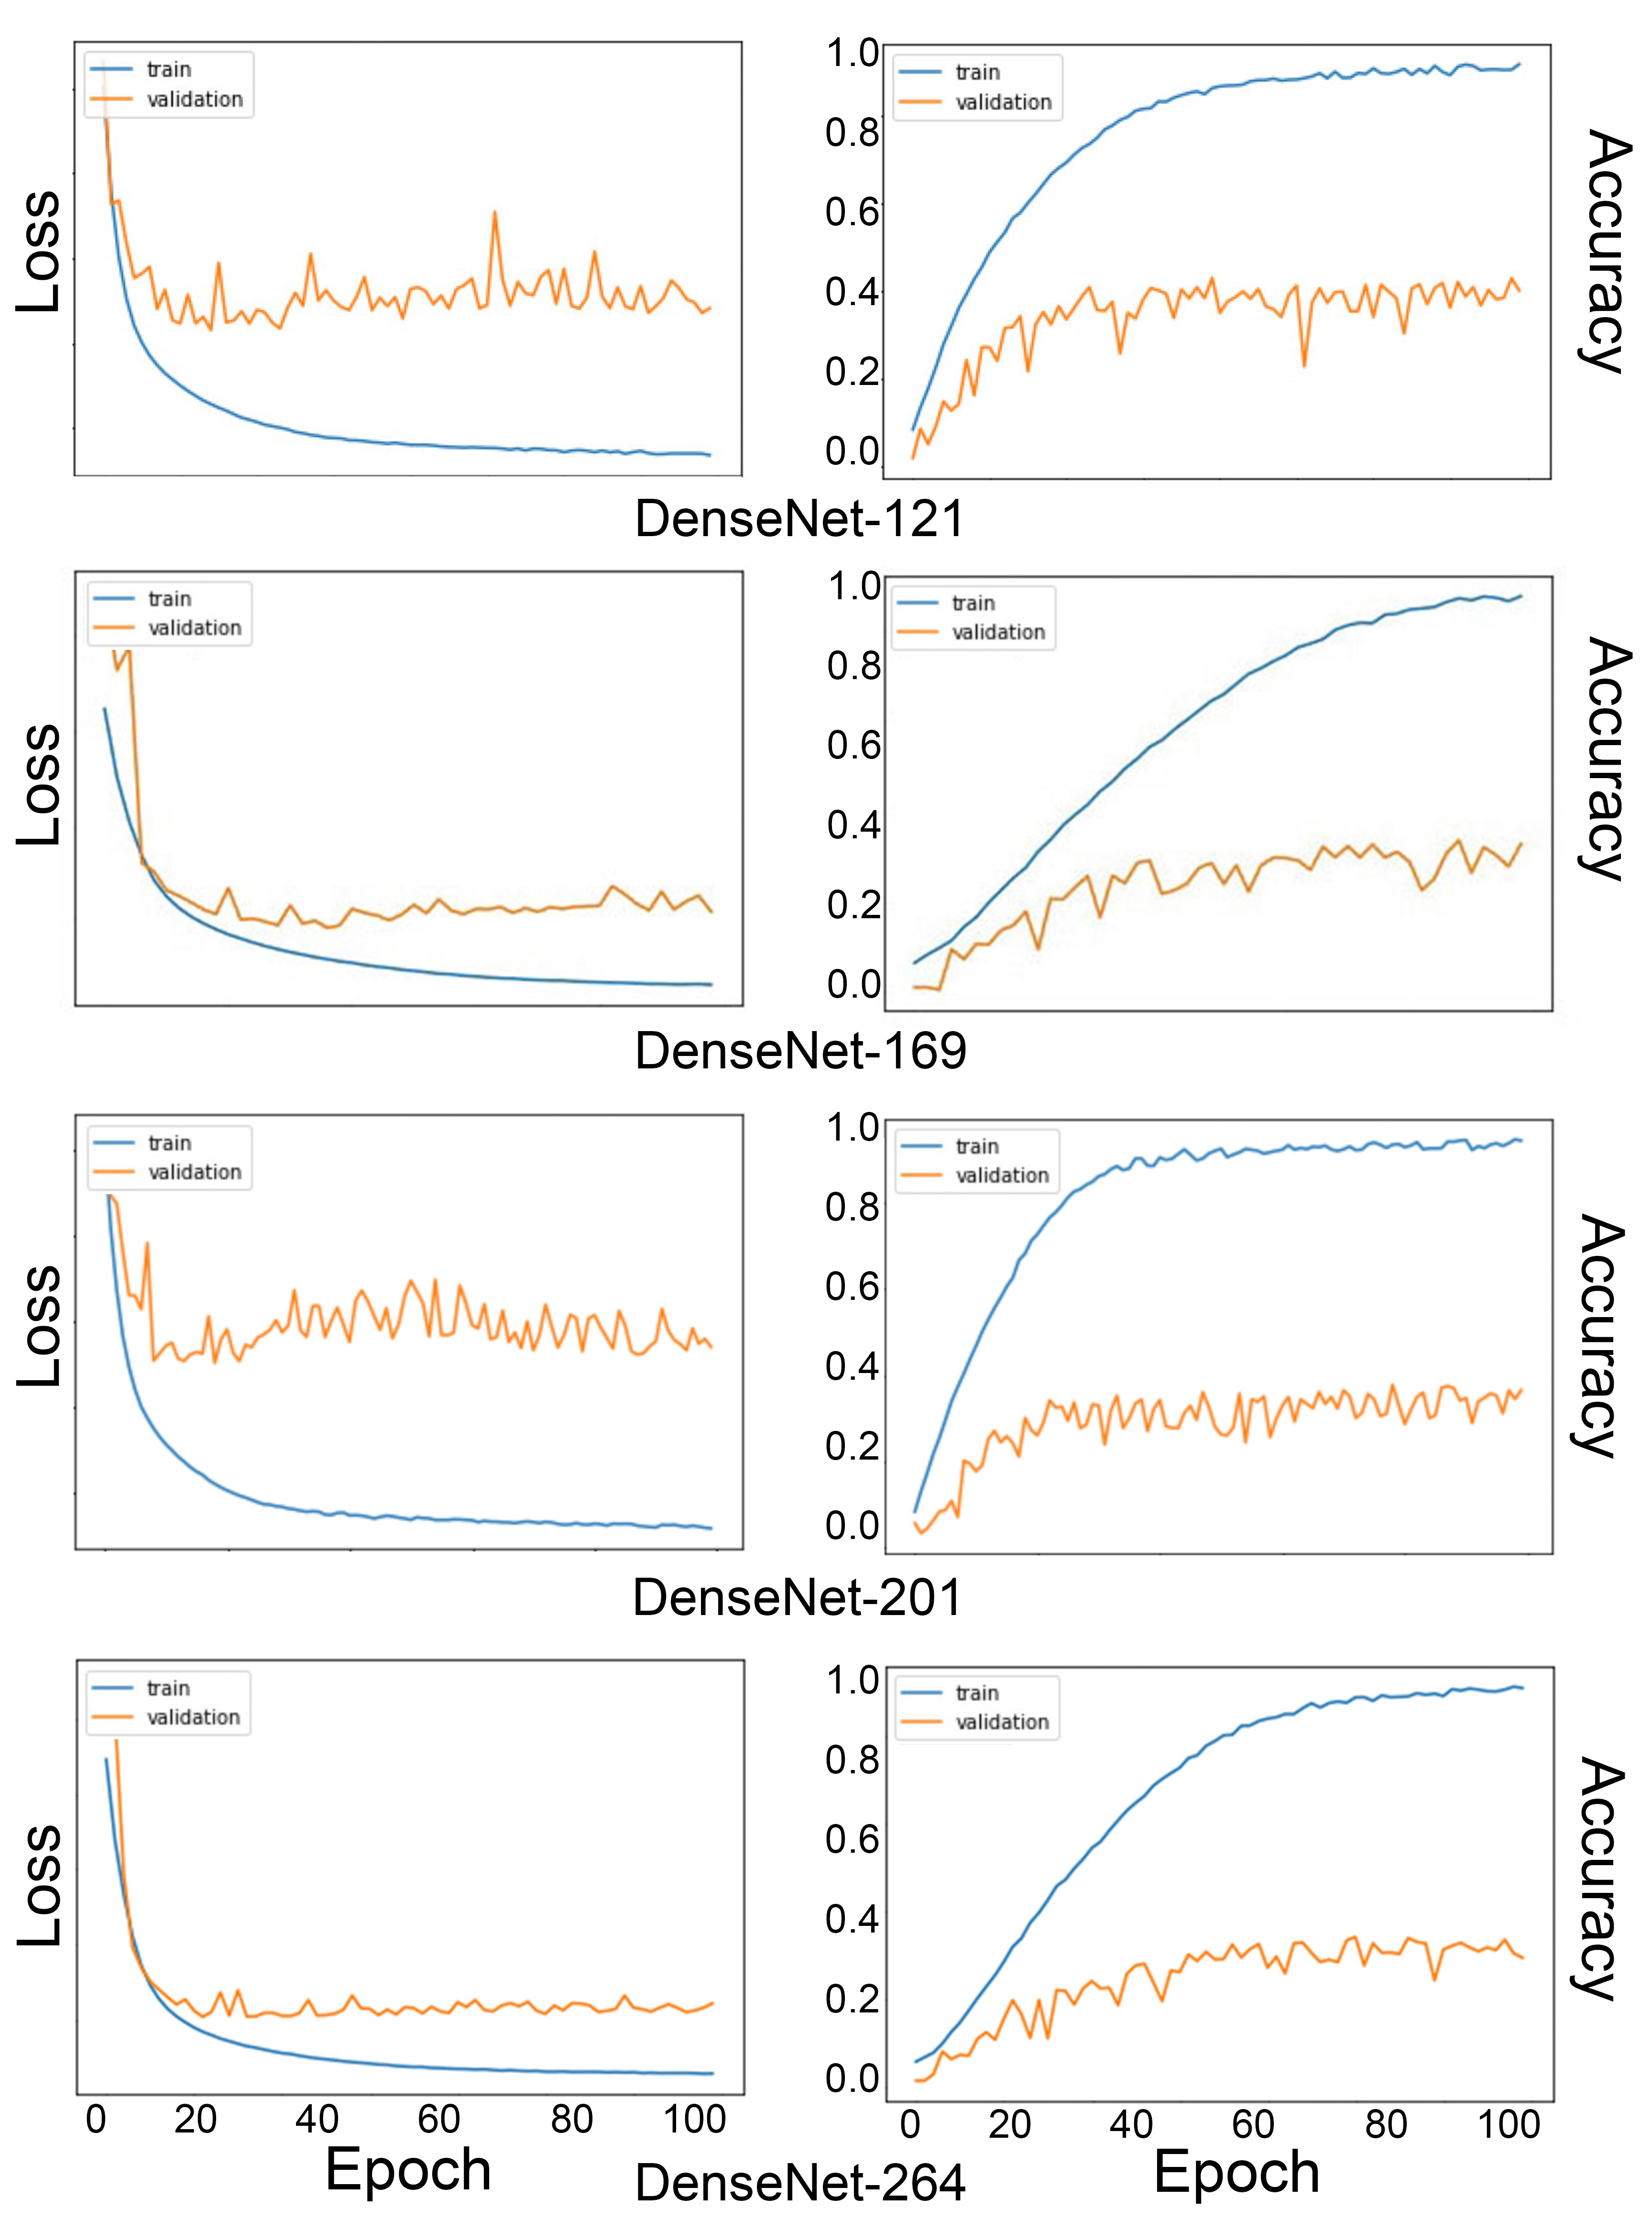 Loss
train
validation
1.0
0.8
0.6
0.4
0.2
0.0
train
validation
Accuracy
DenseNet-121
Loss
train
validation
1.0
0.8
0.6
0.4
0.2
0.0
train
validation
Accuracy
DenseNet-169
Loss
train
validation
1.0
0.8
0.6
0.4
0.2
0.0
train
validation
Accuracy
DenseNet-201
Loss
train
validation
1.0
0.8
0.6
0.4
0.2
0.0
train
validation
Accuracy
0 20 40 60 80 100
0 20 40 60 80 100
Epoch
Epoch
DenseNet-264